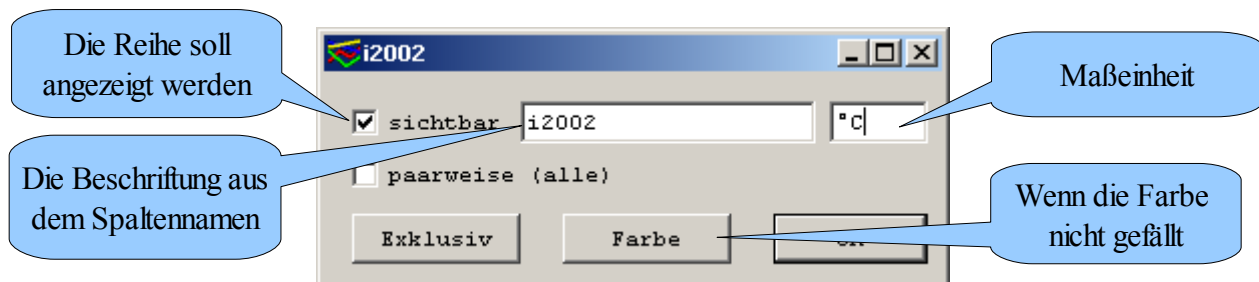 Die Reihe soll
angezeigt werden
i2002
Maßeinheit
sichtbar
i2002
°C
Die Beschriftung aus
dem Spaltennamen
paarweise (alle)
Wenn die Farbe
nicht gefällt
Exklusiv
Farbe